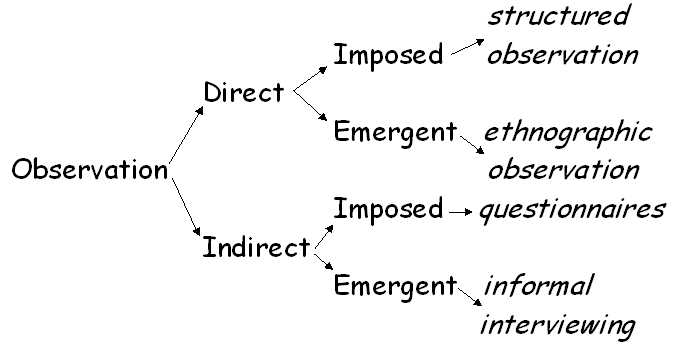 structured
Imposed observation
Direct
Emergent ethnographic
observation
Observation
Imposed questionnaires
Indirect
Emergent informal
interviewing